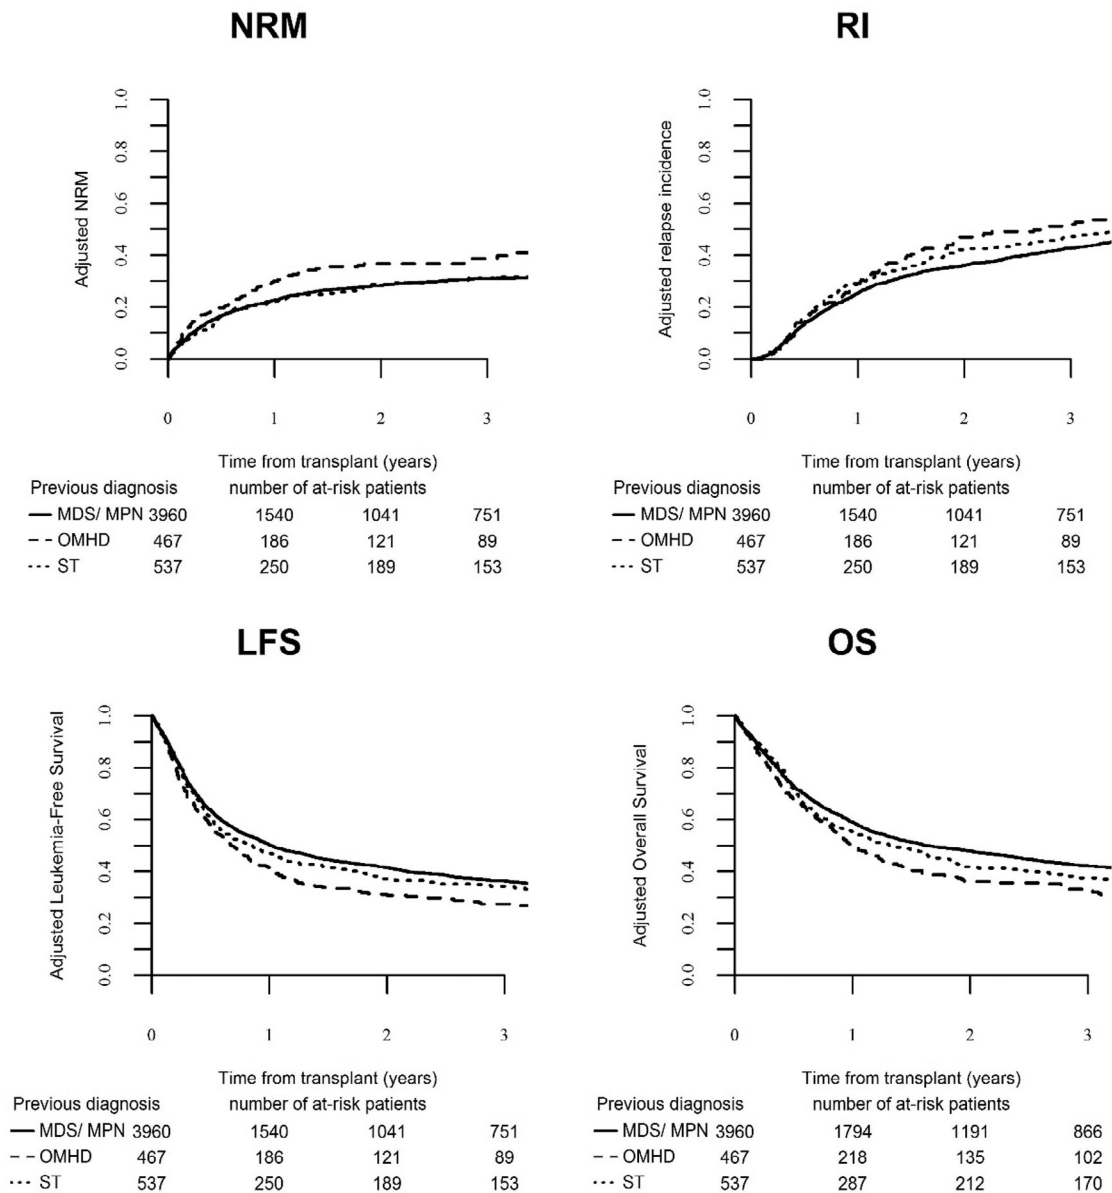 NRM
RI
Adjusted NRM
1.0
0.8
0.6
0.4
0.2
0.0
0 1 2 3
Time from transplant (years)
Previous diagnosis number of at-risk patients
MDS/ MPN 3960 1540 1041 751
OMHD 467 186 121 89
ST 537 250 189 153
Adjusted relapse incidence
1.0
0.8
0.6
0.4
0.2
0.0
0 1 2 3
Time from transplant (years)
Previous diagnosis number of at-risk patients
MDS/ MPN 3960 1540 1041 751
OMHD 467 186 121 89
ST 537 250 189 153
LFS
OS
Adjusted Leukemia-Free Survival
1.0
0.8
0.6
0.4
0.2
0.0
0 1 2 3
Time from transplant (years)
Previous diagnosis number of at-risk patients
MDS/ MPN 3960 1540 1041 751
OMHD 467 186 121 89
ST 537 250 189 153
Adjusted Overall Survival
1.0
0.8
0.6
0.4
0.2
0.0
0 1 2 3
Time from transplant (years)
Previous diagnosis number of at-risk patients
MDS/ MPN 3960 1794 1191 866
OMHD 467 218 135 102
ST 537 287 212 170